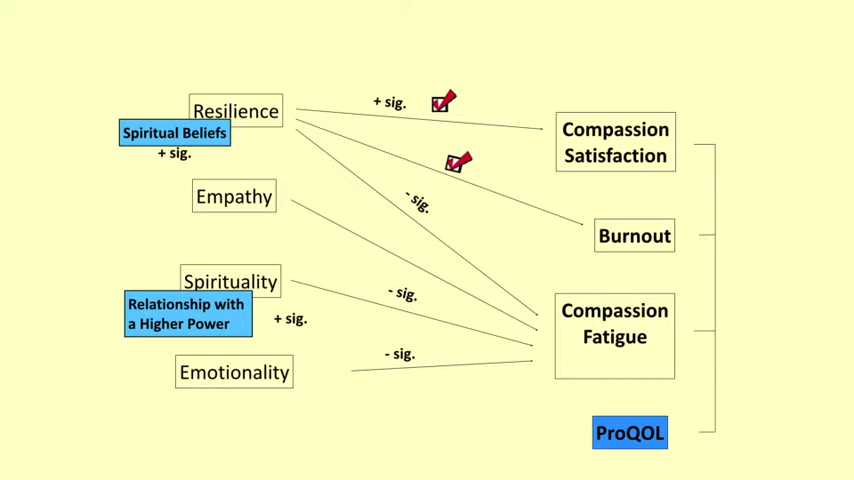 + sig.
Resilience
Compassion
Satisfaction
Spiritual Beliefs
+ sig.
Empathy
- sig.
Burnout
Spirituality
- sig.
Relationship with
a Higher Power
+ sig.
Compassion
Fatigue
- sig.
Emotionality
ProQOL